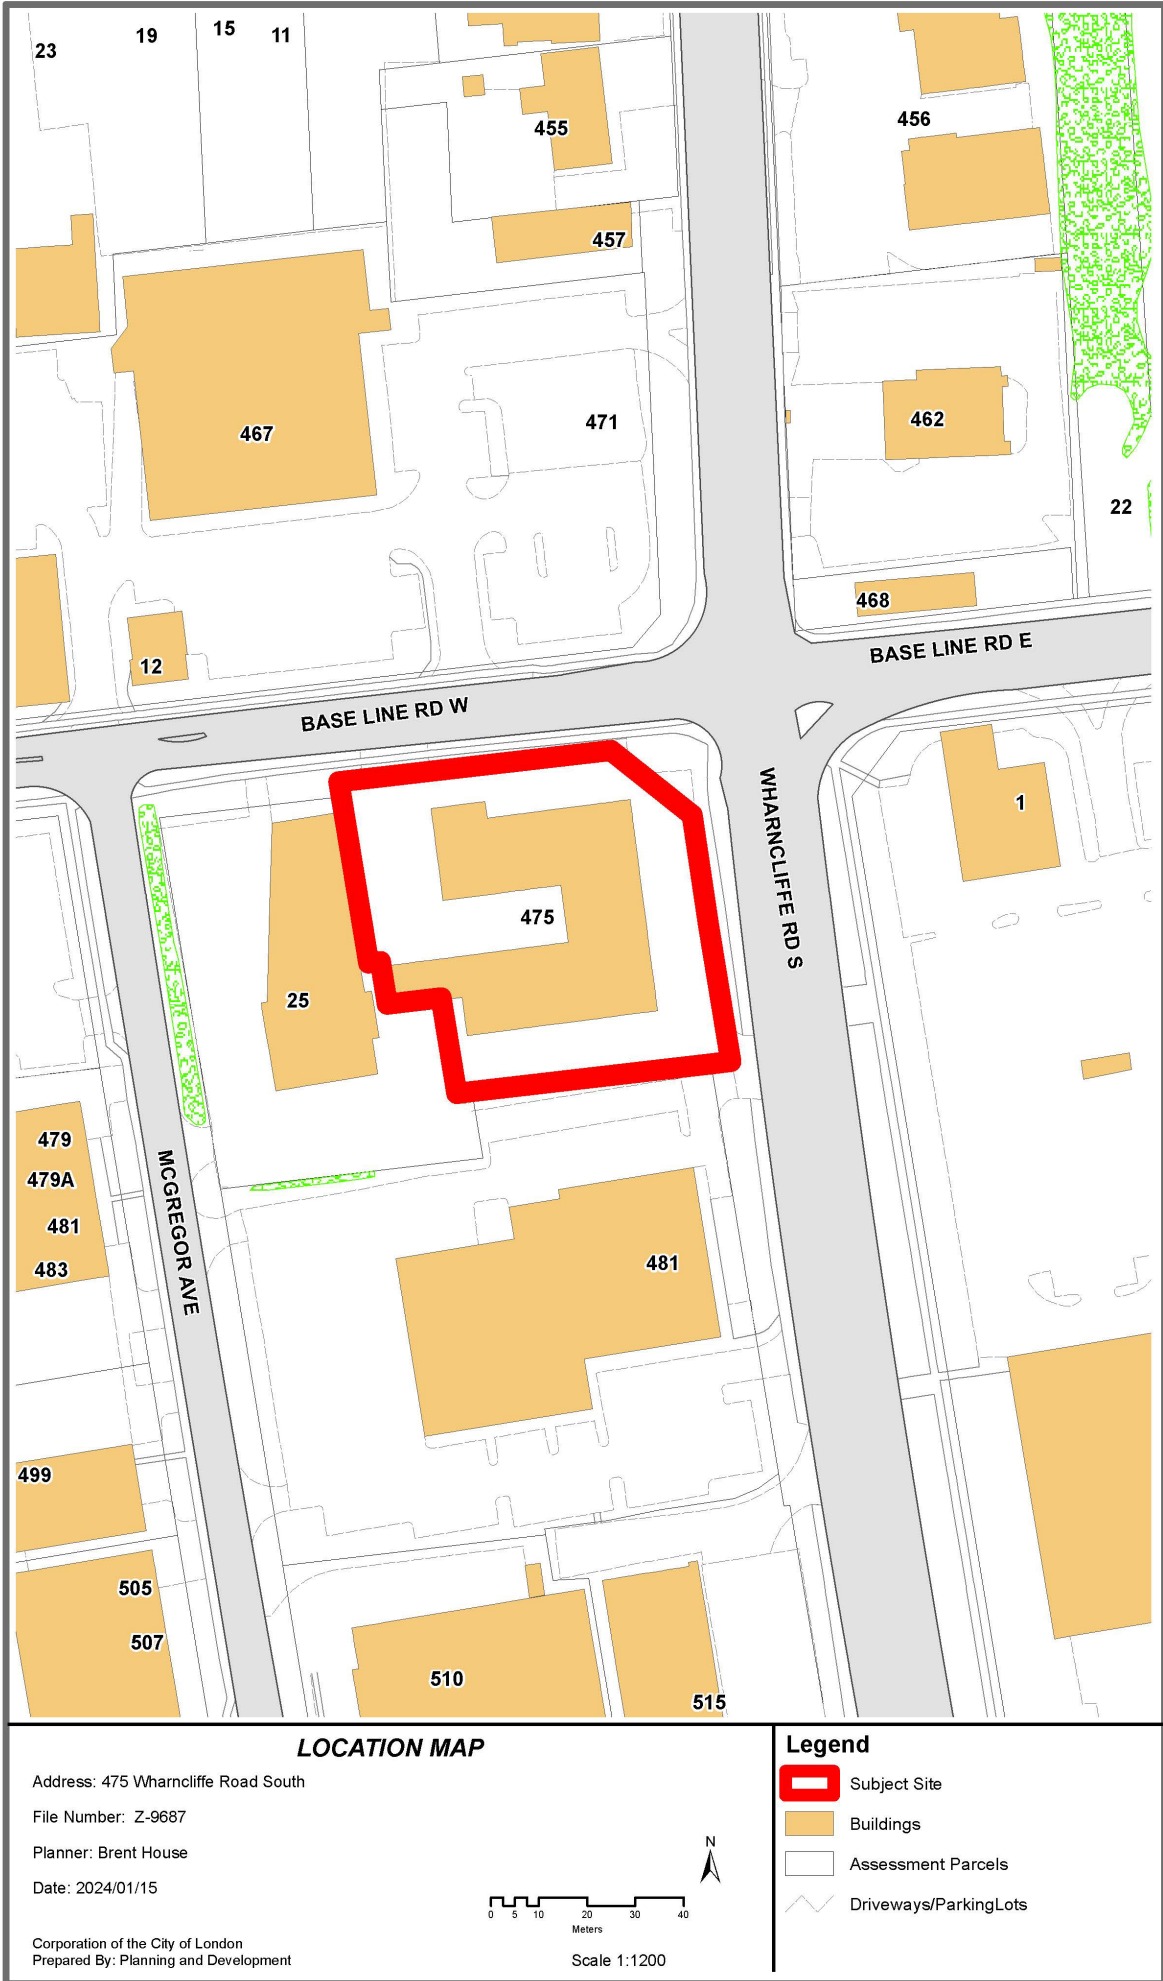 23
19
15
11
455
456
457
467
471
462
22
468
12
BASE LINE RD E
BASE LINE RD W
WHARNCLIFFE RD S
1
475
25
479
479A
481
483
MCGREGOR AVE
481
499
505
507
510
515
LOCATION MAP
Address: 475 Wharncliffe Road South
File Number: Z-9687
Planner: Brent House
Date: 2024/01/15
Corporation of the City of London
Prepared By: Planning and Development
N
0 5 10 20 30 40
Meters
Scale 1:1200
Legend
Subject Site
Buildings
Assessment Parcels
Driveways/ParkingLots